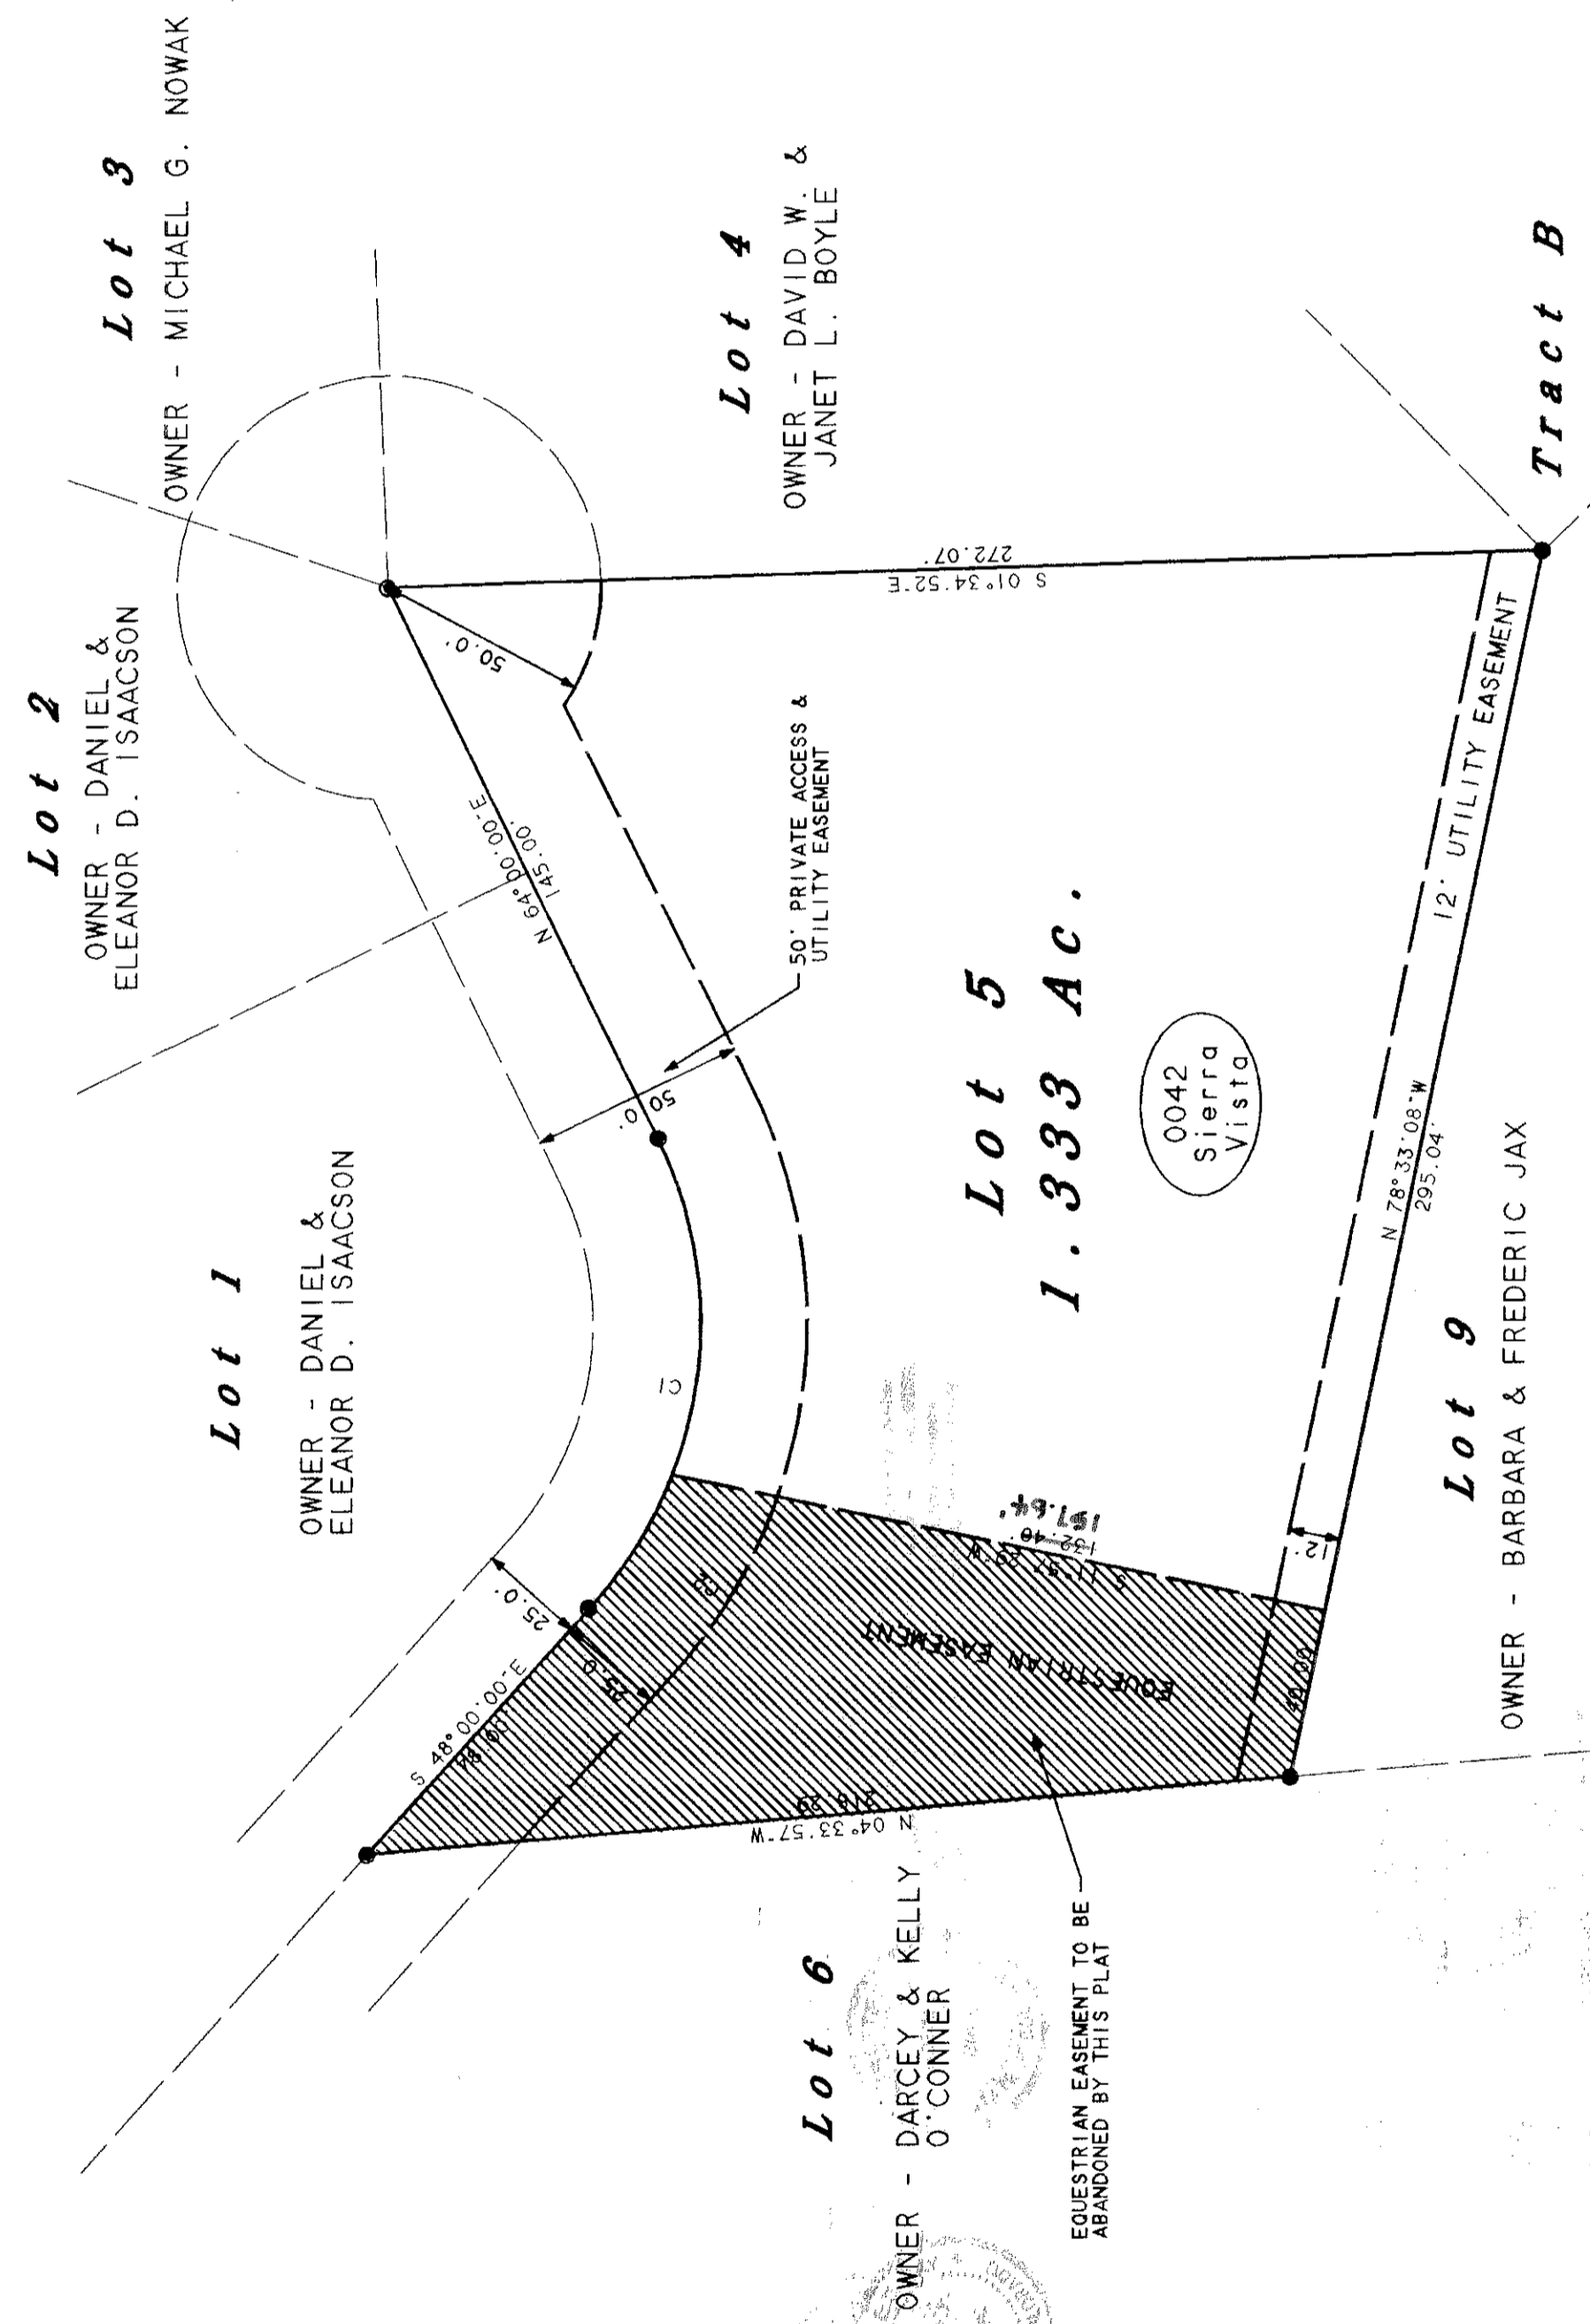 Lot 2
OWNER - DANIEL &
ELEANOR D. ISAACSON
Lot 3
OWNER - MICHAEL G. NOWAK
Lot 1
OWNER - DANIEL &
ELEANOR D. ISAACSON
Lot 4
OWNER - DAVID W. &
JANET L. BOYLE
N 64°00'00"E
145.00'
50.0'
S 01°34'52"E
272.07'
50.0'
50' PRIVATE ACCESS &
UTILITY EASEMENT
C1
25.0'
25.0'
S 48°00'00"E
C2
Lot 5
1.333 Ac.
0042
Sierra
Vista
132.40'
157.64'
EQUESTRIAN EASEMENT
N 04°33'57"W
40.00
12'
12' UTILITY EASEMENT
N 78°33'08"W
295.04'
Lot 6
OWNER - DARCEY & KELLY
O'CONNER
EQUESTRIAN EASEMENT TO BE
ABANDONED BY THIS PLAT
Lot 9
OWNER - BARBARA & FREDERIC JAX
Tract B